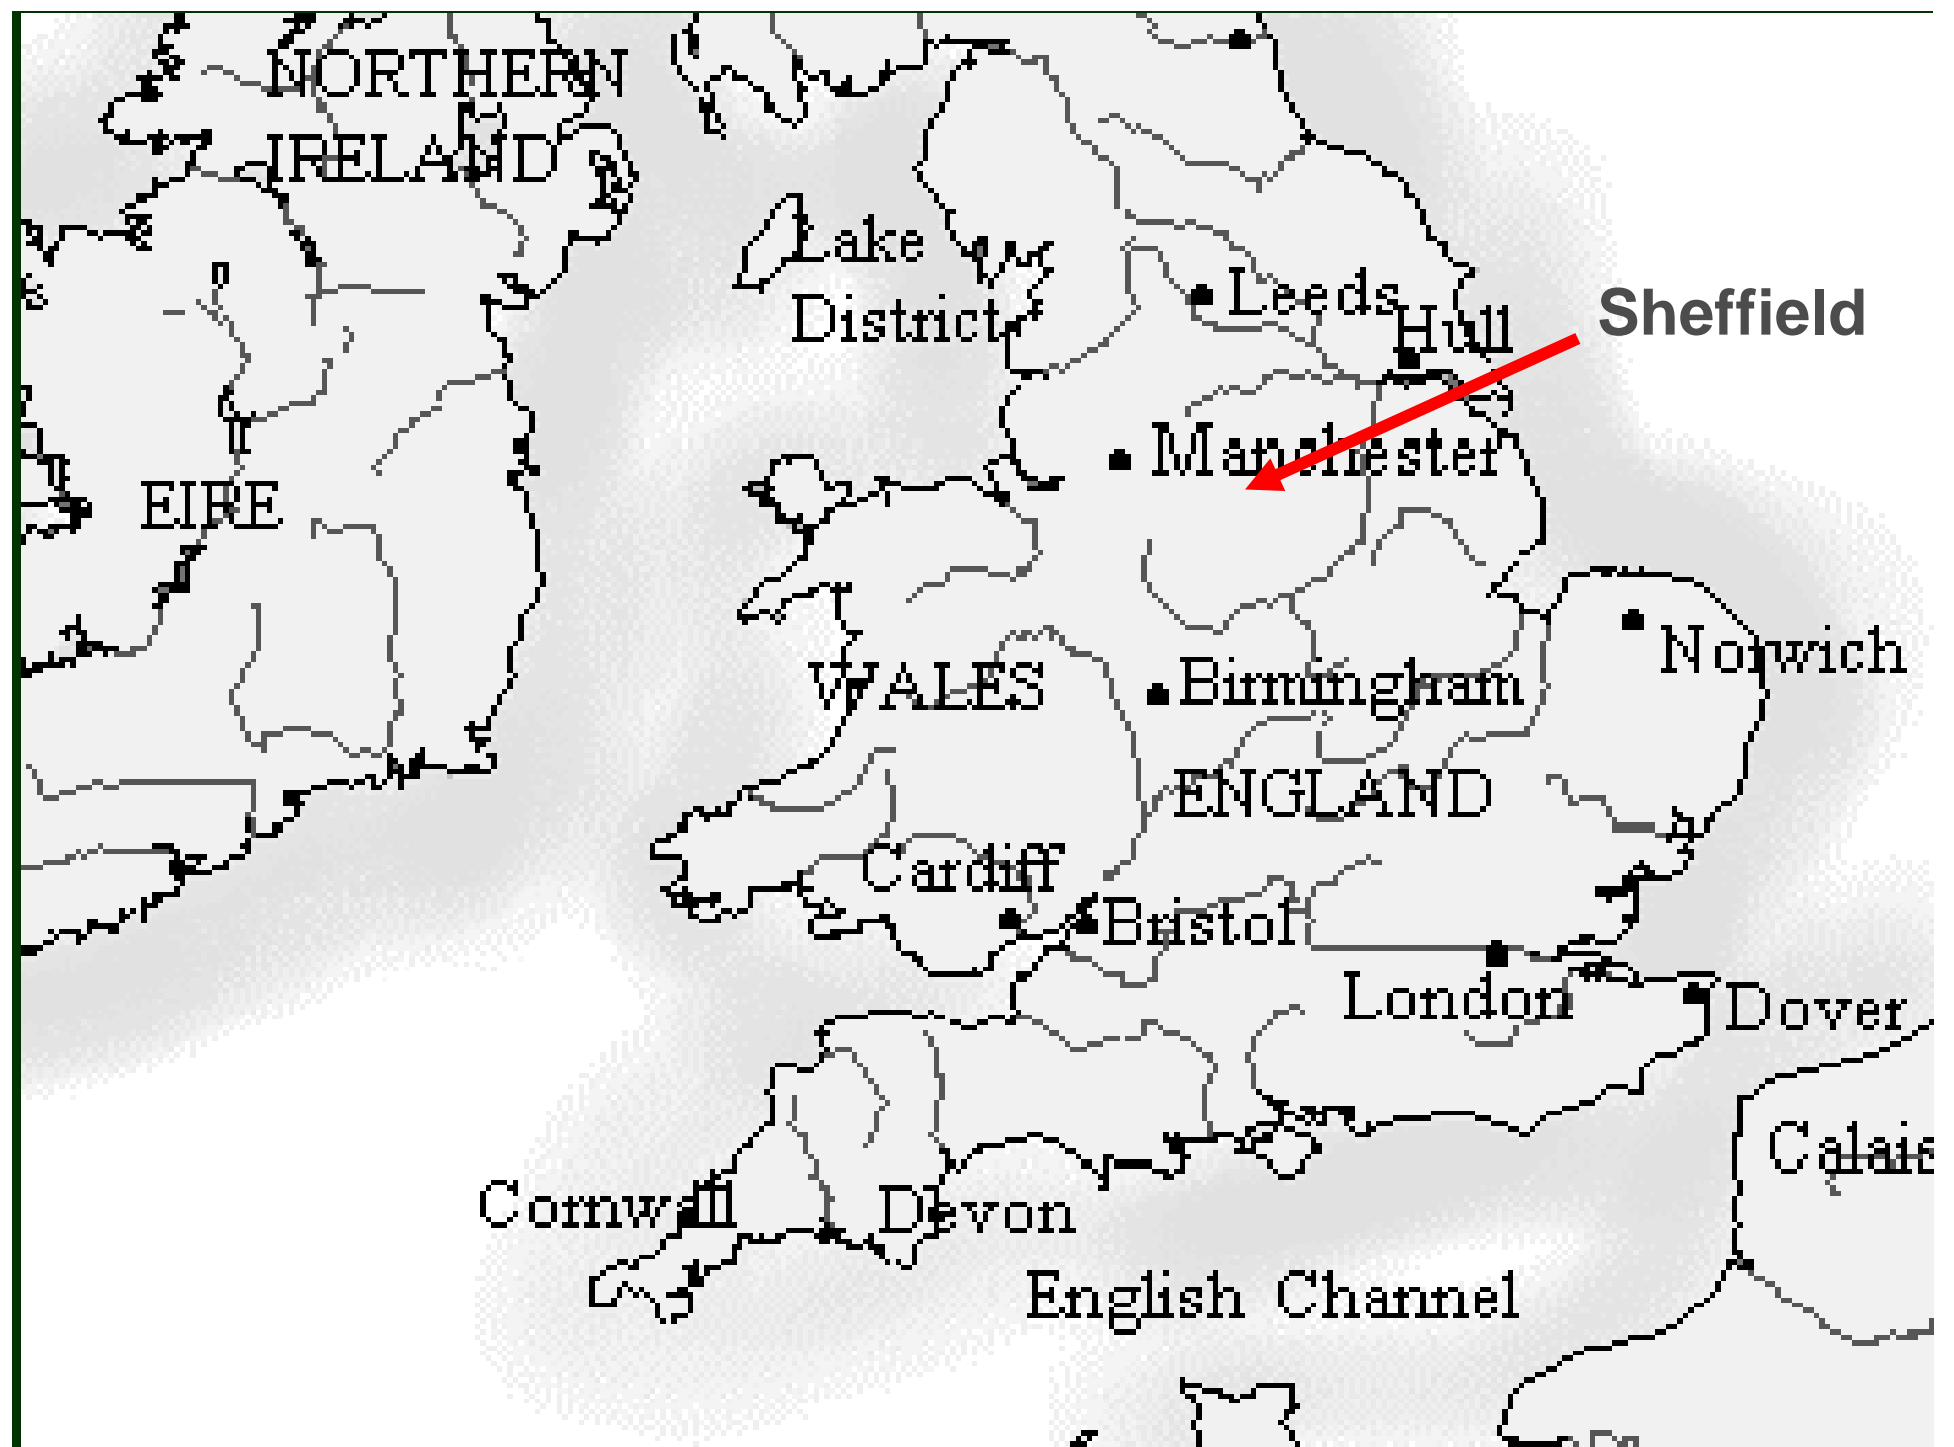 NORTHERN
IRELAND
Lake
District
Leeds
Hull
Sheffield
Manchester
EIRE
Norwich
WALES
Birmingham
ENGLAND
Cardiff
Bristol
London
Dover
Calais
Cornwall
Devon
English Channel